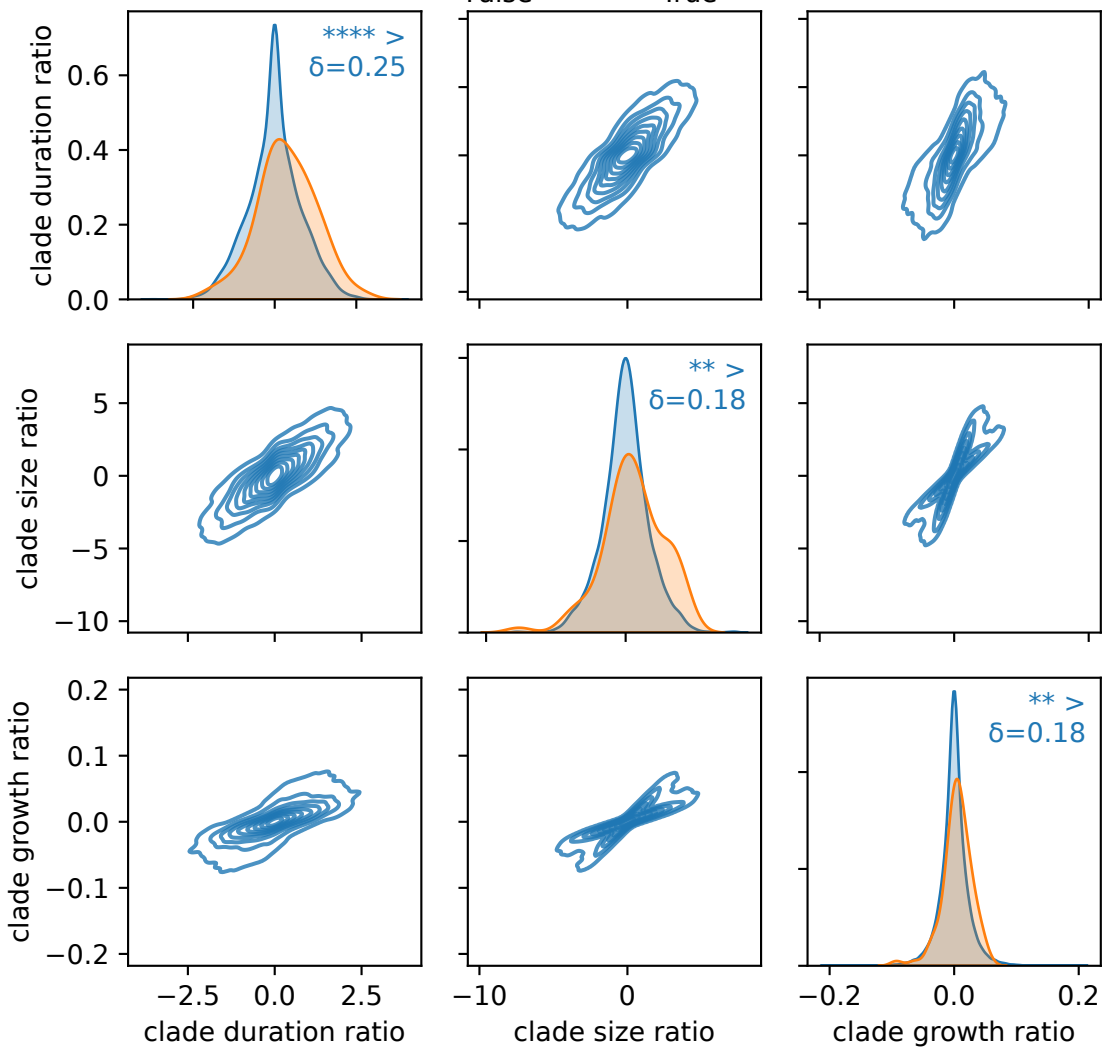 clade duration ratio
0.6
0.4
0.2
0.0
**** >
δ=0.25
clade size ratio
5
0
−5
−10
** >
δ=0.18
clade growth ratio
0.2
0.1
0.0
−0.1
−0.2
** >
δ=0.18
−2.5 0.0 2.5
−10 0
−0.2 0.0 0.2
clade duration ratio
clade size ratio
clade growth ratio